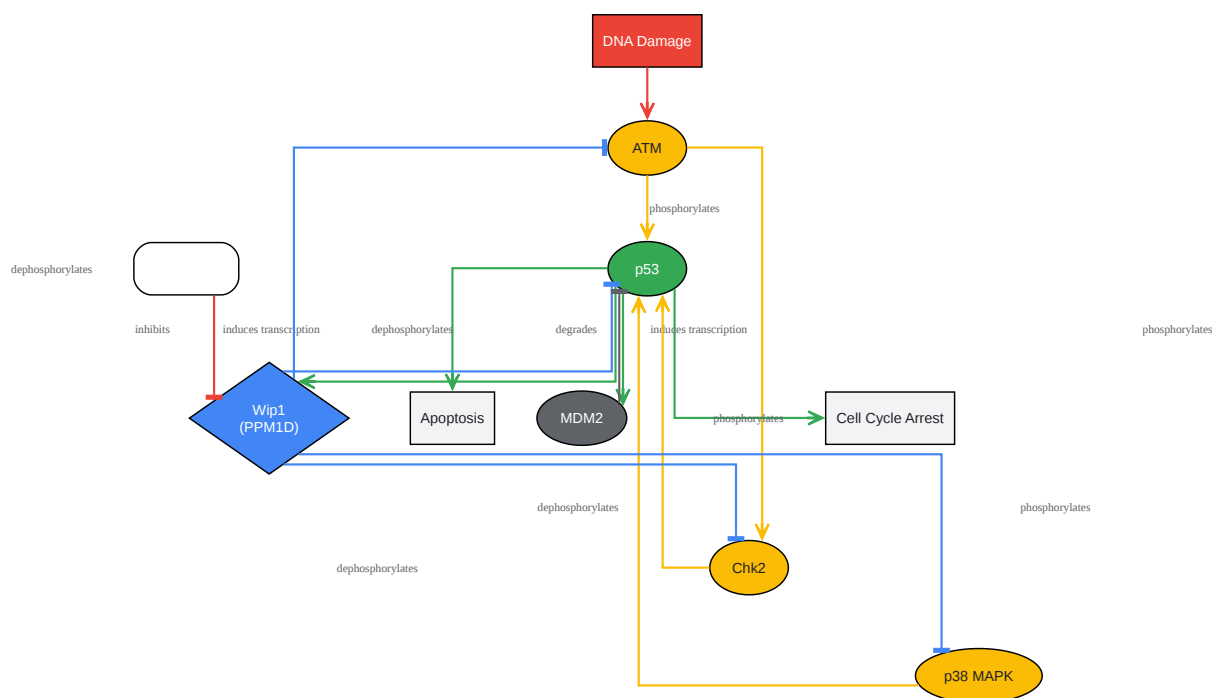 DNA Damage
ATM
phosphorylates
p53
dephosphorylates
inhibits
induces transcription
dephosphorylates
degrades
induces transcription
phosphorylates
Wip1
(PPM1D)
Apoptosis
MDM2
phosphorylates
Cell Cycle Arrest
dephosphorylates
phosphorylates
dephosphorylates
Chk2
p38 MAPK